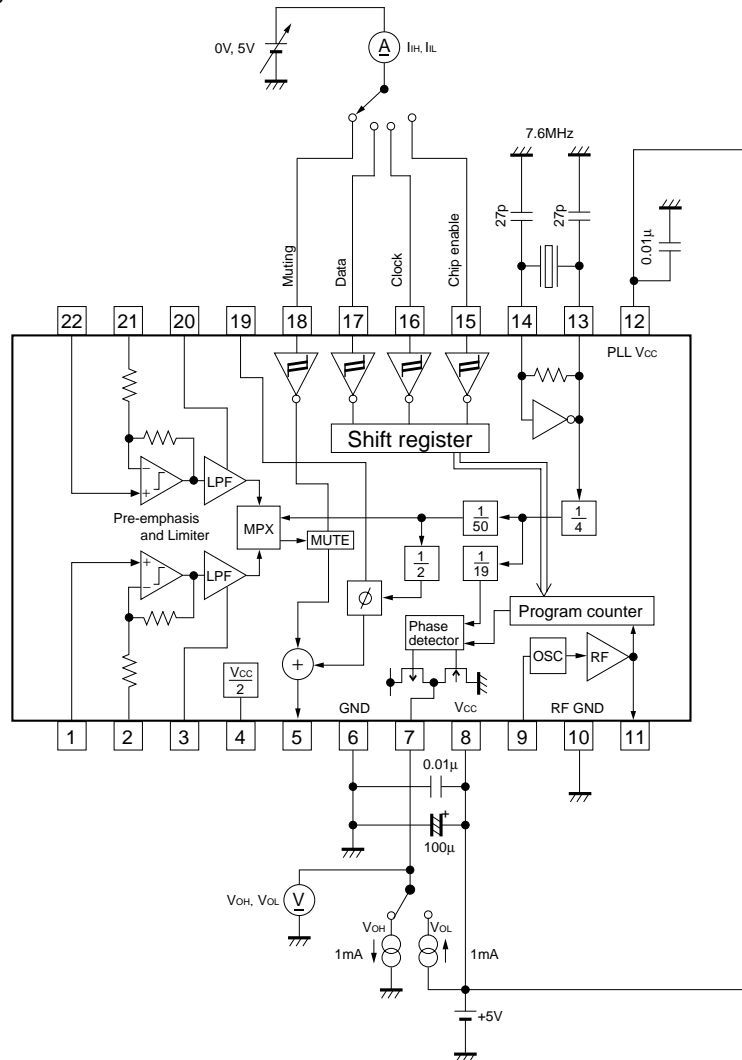 0V, 5V
A
IIH, IIL
7.6MHz
27p
27p
0.01μ
Muting
Data
Clock
Chip enable
22
21
20
19
18
17
16
15
14
13
12
PLL VCC
Shift register
LPF
Pre-emphasis
and Limiter
MPX
MUTE
1/50
1/4
1/2
1/19
LPF
φ
Phase
detector
Program counter
OSC
RF
VCC/2
+
GND
VCC
RF GND
1
2
3
4
5
6
7
8
9
10
11
0.01μ
+
100μ
VOH, VOL
V
VOH
VOL
1mA
1mA
+5V